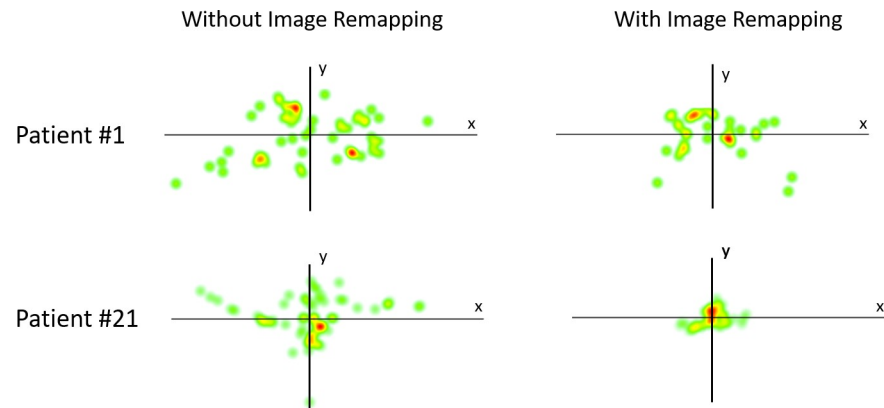 Without Image Remapping
With Image Remapping
y
x
y
x
Patient #1
y
x
y
x
Patient #21